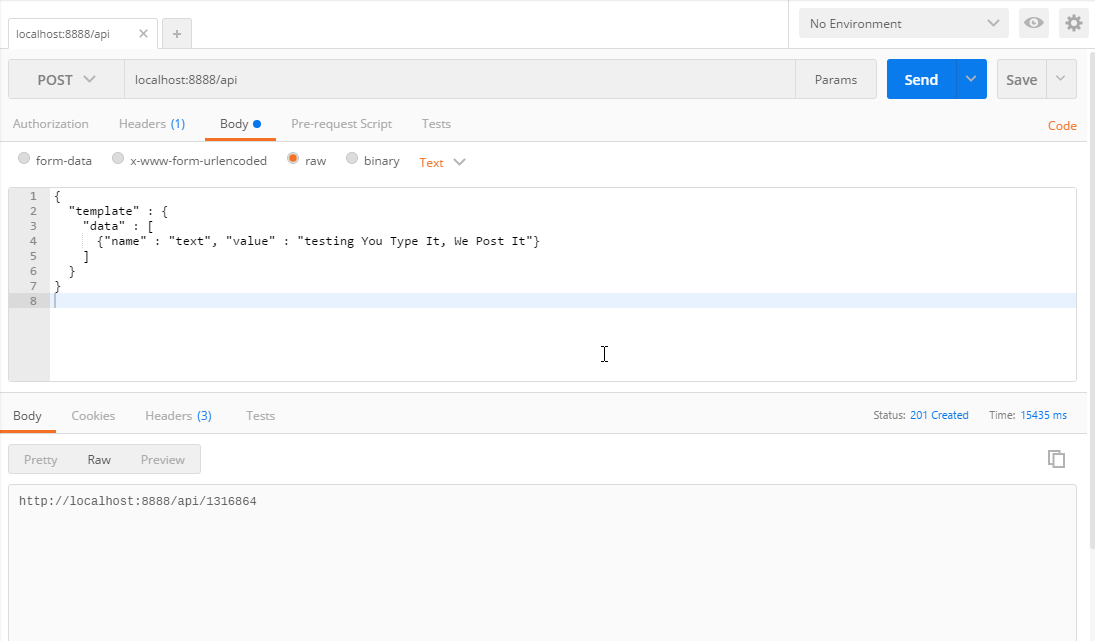 localhost:8888/api
No Environment
POST localhost:8888/api Params Send Save
Authorization Headers (1) Body Pre-request Script Tests Code
form-data x-www-form-urlencoded raw binary Text
1 {
2 "template" : {
3 "data" : [
4 {"name" : "text", "value" : "testing You Type It, We Post It"}
5 ]
6 }
7 }
8
Body Cookies Headers (3) Tests Status: 201 Created Time: 15435 ms
Pretty Raw Preview
http://localhost:8888/api/1316864